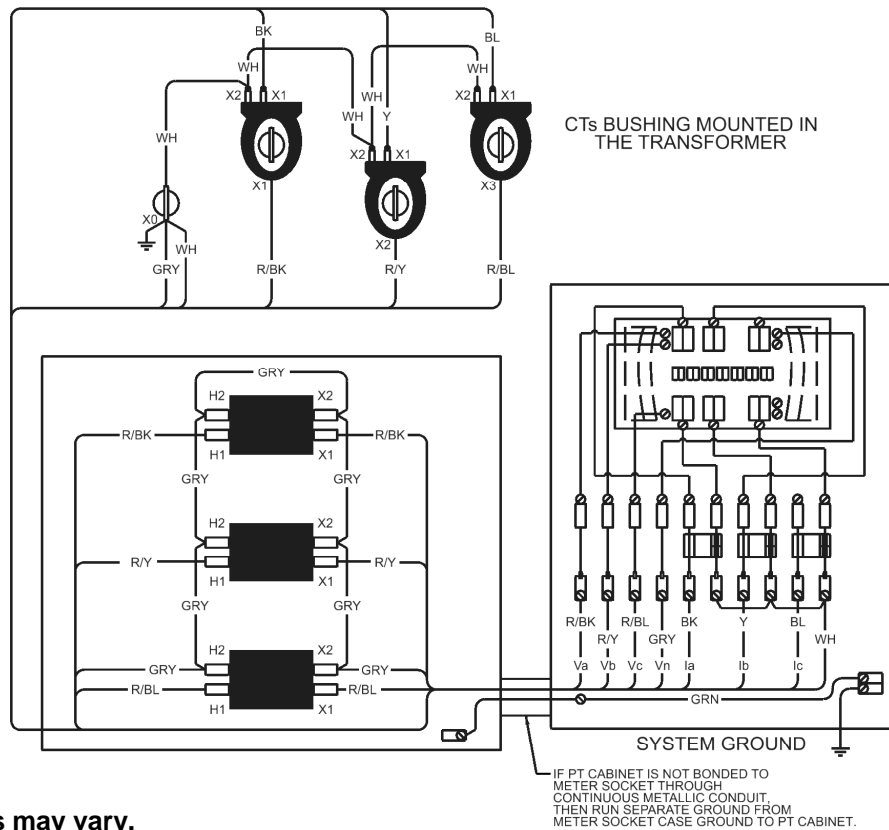 BK
BL
WH
WH
X2 X1
WH
X2 X1
WH
WH
WH
Y
CTs BUSHING MOUNTED IN
THE TRANSFORMER
X2 X1
X1
X3
X0
X2
WH
GRY
R/BK
R/Y
R/BL
GRY
H2
X2
R/BK
R/BK
H1
X1
GRY
GRY
H2
X2
R/Y
R/Y
H1
X1
GRY
GRY
H2
X2
GRY
GRY
R/BL
R/BL
H1
X1
R/BK
R/BL
BK
Y
BL
R/Y
GRY
WH
Va
Vb
Vc
Vn
Ia
Ib
Ic
GRN
SYSTEM GROUND
IF PT CABINET IS NOT BONDED TO
METER SOCKET THROUGH
CONTINUOUS METALLIC CONDUIT,
THEN RUN SEPARATE GROUND FROM
METER SOCKET CASE GROUND TO PT CABINET.
s may vary.